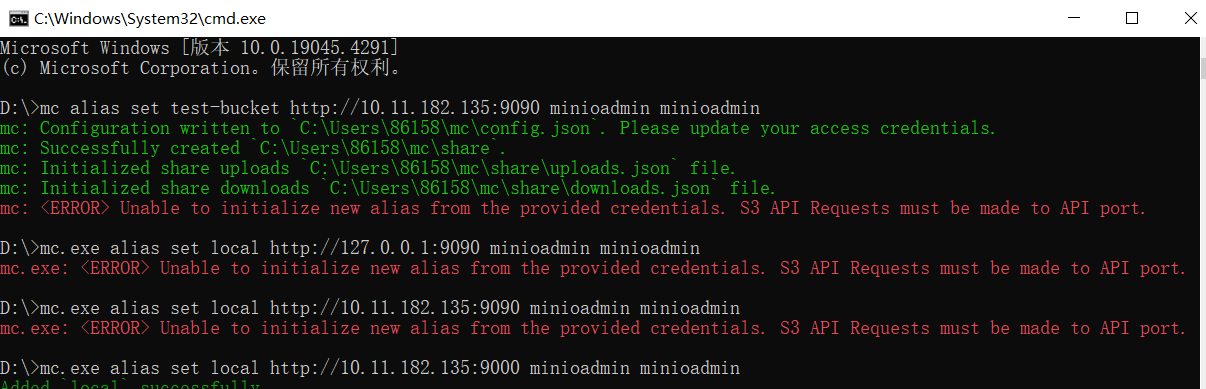 C:\Windows\System32\cmd.exe
Microsoft Windows [版本 10.0.19045.4291]
(c) Microsoft Corporation。保留所有权利。
D:\>mc alias set test-bucket http://10.11.182.135:9090 minioadmin minioadmin
mc: Configuration written to `C:\Users\86158\mc\config.json`. Please update your access credentials.
mc: Successfully created `C:\Users\86158\mc\share`.
mc: Initialized share uploads `C:\Users\86158\mc\share\uploads.json` file.
mc: Initialized share downloads `C:\Users\86158\mc\share\downloads.json` file.
mc: <ERROR> Unable to initialize new alias from the provided credentials. S3 API Requests must be made to API port.
D:\>mc.exe alias set local http://127.0.0.1:9090 minioadmin minioadmin
mc.exe: <ERROR> Unable to initialize new alias from the provided credentials. S3 API Requests must be made to API port.
D:\>mc.exe alias set local http://10.11.182.135:9090 minioadmin minioadmin
mc.exe: <ERROR> Unable to initialize new alias from the provided credentials. S3 API Requests must be made to API port.
D:\>mc.exe alias set local http://10.11.182.135:9000 minioadmin minioadmin
Added `local` successfully.